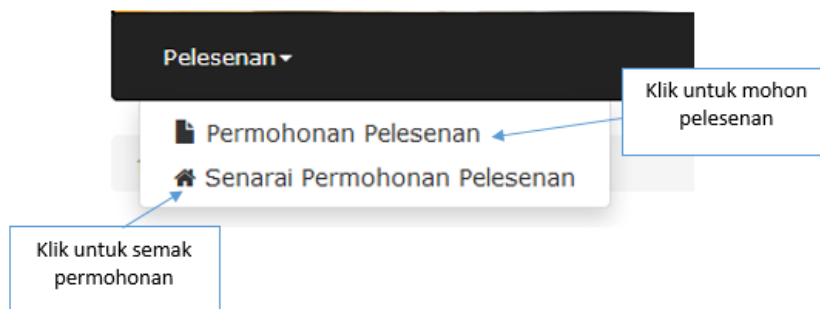 Pelesenan
Klik untuk mohon
pelesenan
Permohonan Pelesenan
Senarai Permohonan Pelesenan
Klik untuk semak
permohonan